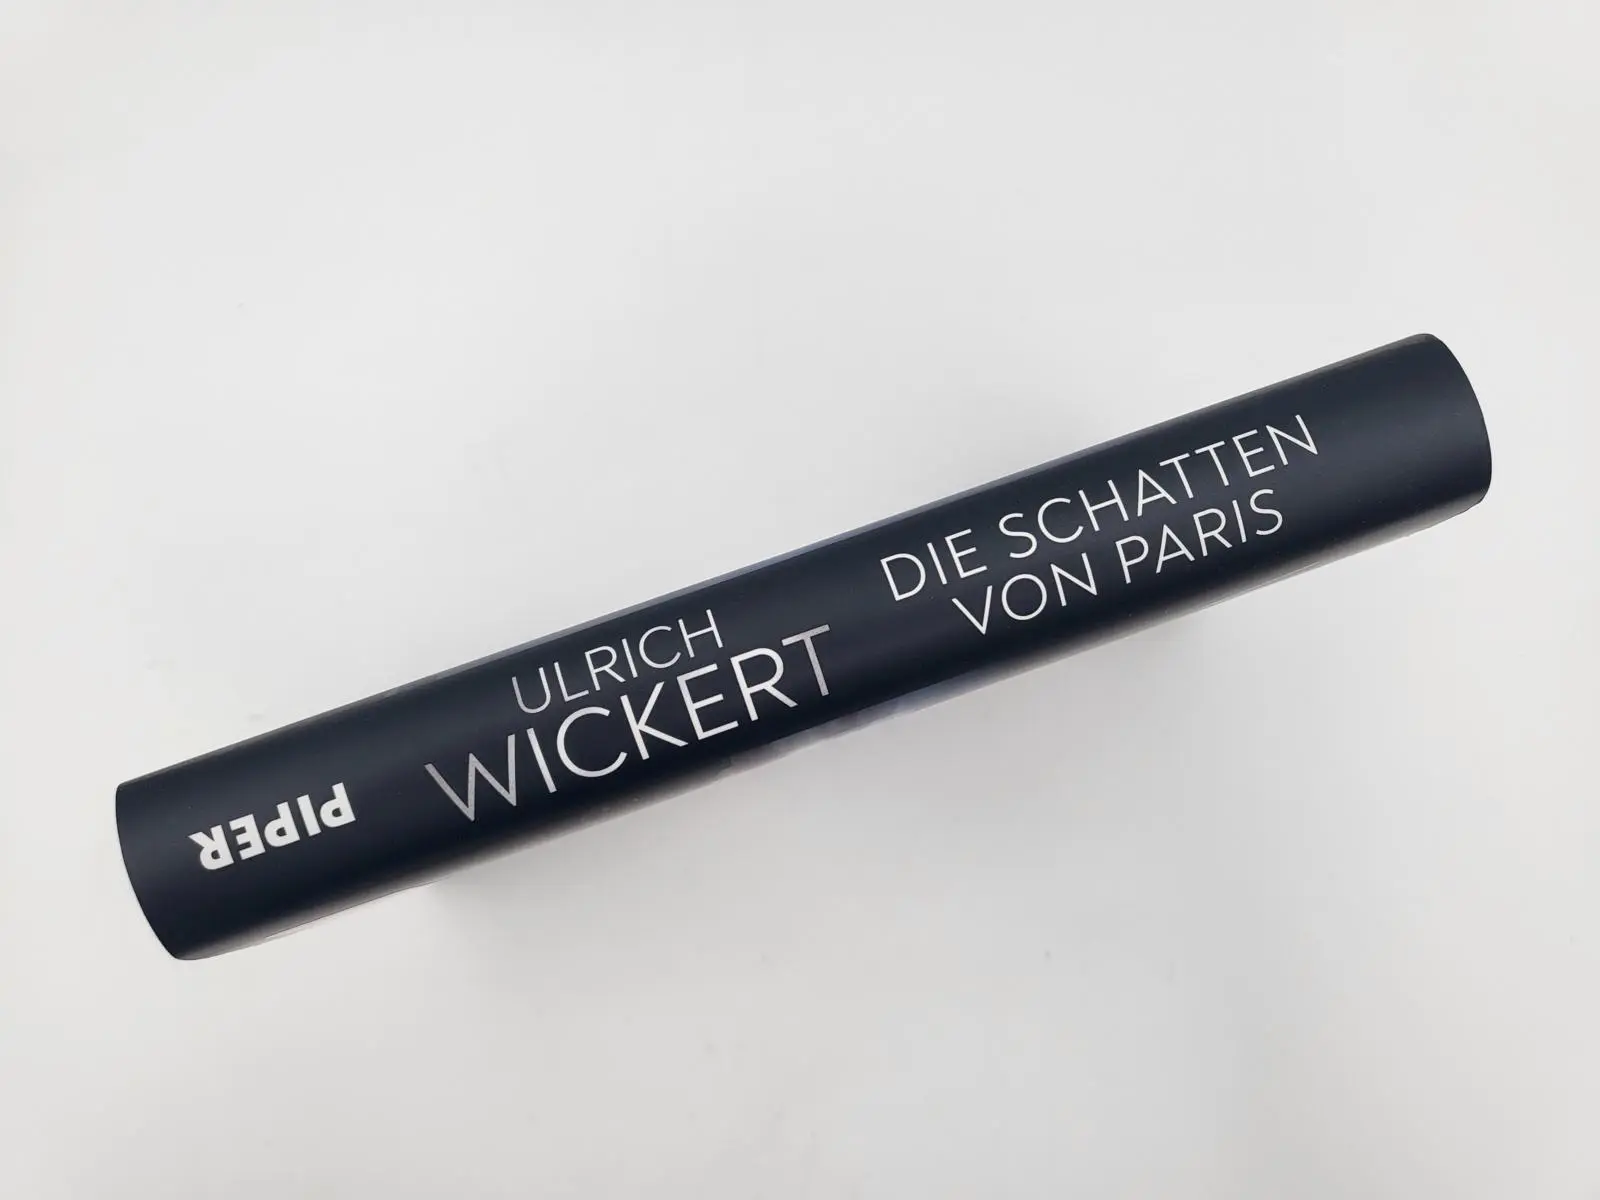 ULRICH
WICKERT
DIE SCHATTEN
VON PARIS
PIPER